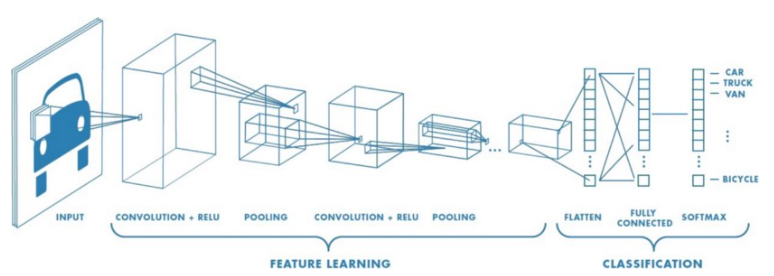 CAR
TRUCK
VAN
BICYCLE
INPUT
CONVOLUTION + RELU
POOLING
CONVOLUTION + RELU
POOLING
FLATTEN
FULLY
CONNECTED
SOFTMAX
FEATURE LEARNING
CLASSIFICATION